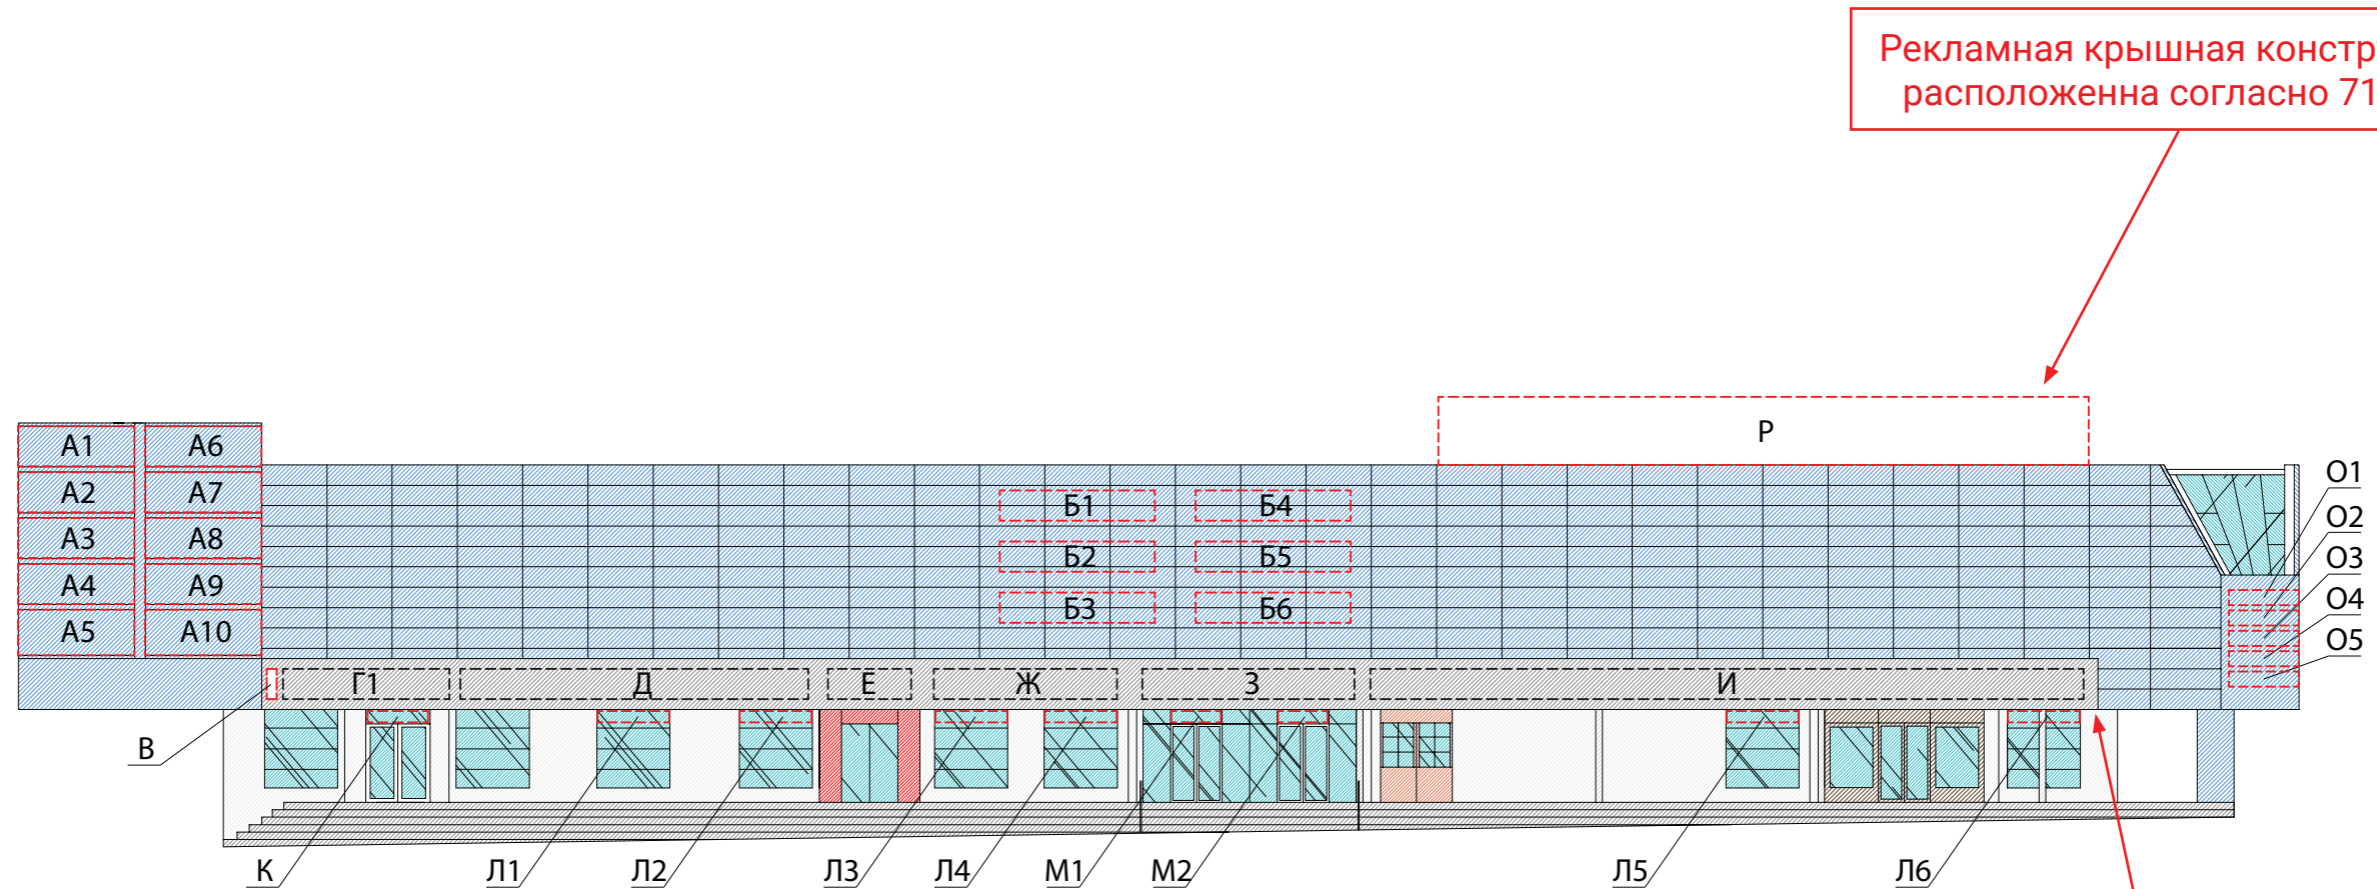 Рекламная крышная констр
расположенна согласно 71
Р
А1 А6
А2 А7
А3 А8
А4 А9
А5 А10
Б1 Б4
Б2 Б5
Б3 Б6
О1
О2
О3
О4
О5
Г1 Д Е Ж З И
В
К Л1 Л2 Л3 Л4 М1 М2 Л5 Л6